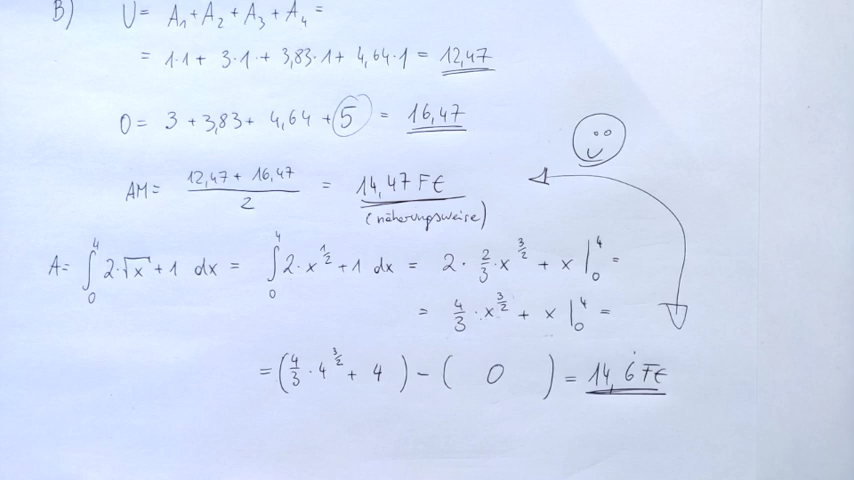 B) U = A₁ + A₂ + A₃ + A₄ =
= 1·1 + 3·1 + 3,83·1 + 4,64·1 = 12,47
O = 3 + 3,83 + 4,64 + 5 = 16,47
AM = (12,47 + 16,47)/2 = 14,47 FE
(näherungsweise)
A = ∫₀⁴ 2·√x + 1 dx = ∫₀⁴ 2·x^(1/2) + 1 dx = 2 · 2/3 · x^(3/2) + x |₀⁴ =
= 4/3 · x^(3/2) + x |₀⁴ =
= (4/3 · 4^(3/2) + 4) − ( 0 ) = 14,6̇ FE